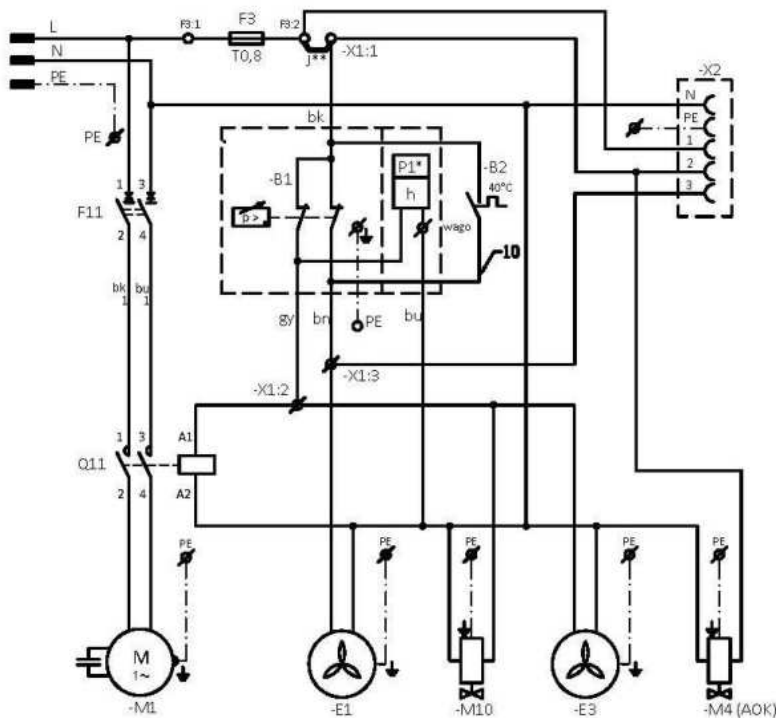 L
F3:1
F3
F3:2
T0,8
j**
-X1:1
N
PE
-X2
N
PE
1
2
3
PE
bk
-B1
P1*
h
-B2
40°C
p >
wago
10
1
3
F11
2
4
bk
1
bu
1
gy
bn
PE
bu
-X1:3
-X1:2
1
3
A1
Q11
2
4
A2
PE
PE
PE
PE
PE
M
1~
-M1
-E1
-M10
-E3
-M4 (AOK)